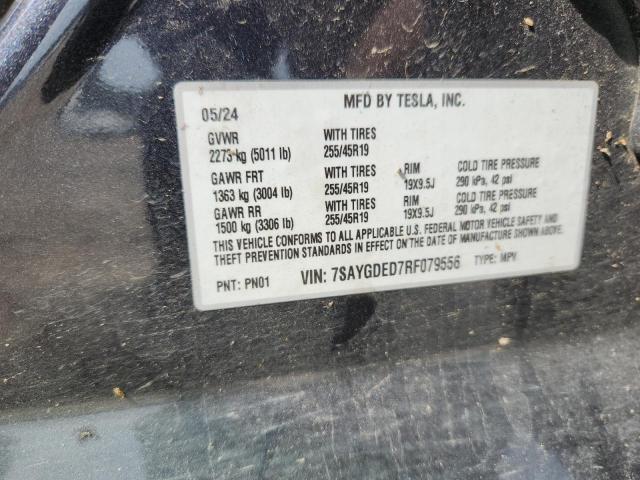 MFD BY TESLA, INC.
05/24
GVWR WITH TIRES
2273 kg (5011 lb) 255/45R19
GAWR FRT WITH TIRES RIM COLD TIRE PRESSURE
1363 kg (3004 lb) 255/45R19 19X9.5J 290 kPa, 42 psi
GAWR RR WITH TIRES RIM COLD TIRE PRESSURE
1500 kg (3306 lb) 255/45R19 19X9.5J 290 kPa, 42 psi
THIS VEHICLE CONFORMS TO ALL APPLICABLE U.S. FEDERAL MOTOR VEHICLE SAFETY AND
THEFT PREVENTION STANDARDS IN EFFECT ON THE DATE OF MANUFACTURE SHOWN ABOVE.
PNT: PN01 VIN: 7SAYGDED7RF079556 TYPE: MPV